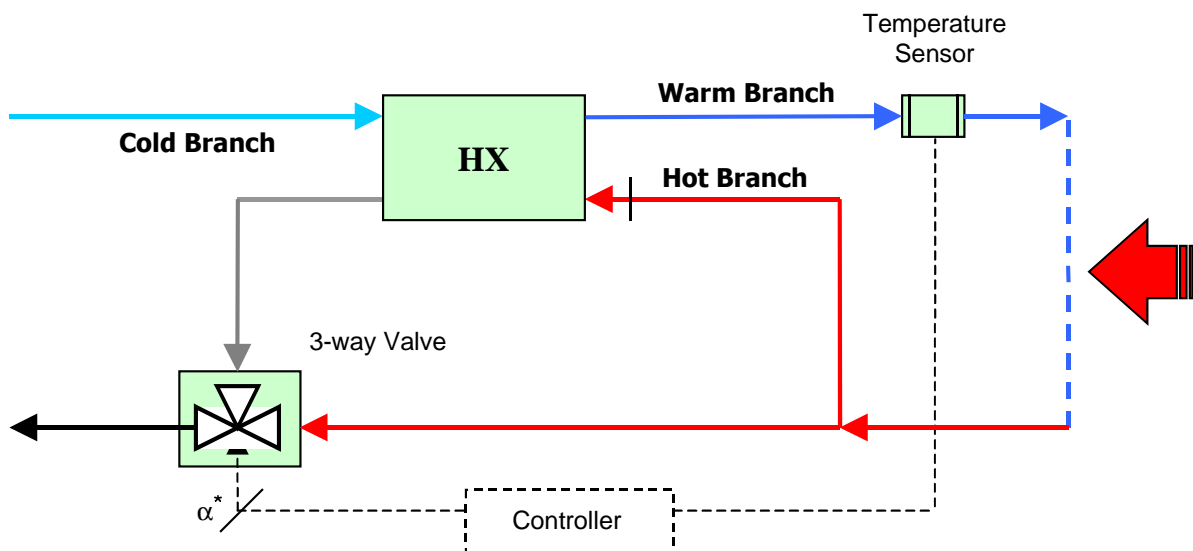 Temperature
Sensor
Warm Branch
Cold Branch
HX
Hot Branch
3-way Valve
α*
Controller